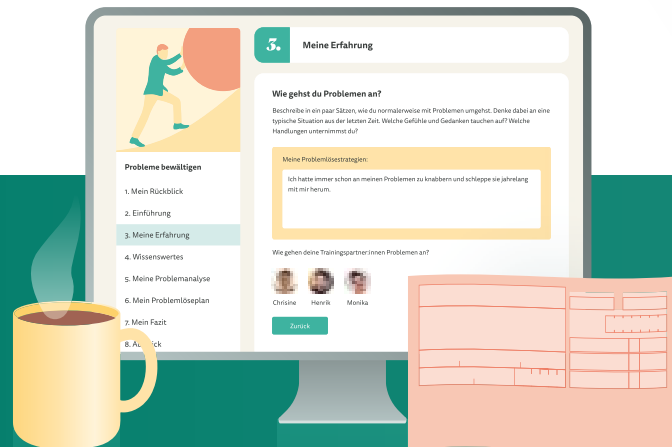 3.
Meine Erfahrung
Probleme bewältigen
1. Mein Rückblick
2. Einführung
3. Meine Erfahrung
4. Wissenswertes
5. Meine Problemanalyse
6. Mein Problemlöseplan
7. Mein Fazit
8.
Wie gehst du Problemen an?
Beschreibe in ein paar Sätzen, wie du normalerweise mit Problemen umgehst. Denke dabei an eine
typische Situation aus der letzten Zeit. Welche Gefühle und Gedanken tauchen auf? Welche
Handlungen unternimmst du?
Meine Problemlösestrategien:
Ich hatte immer schon an meinen Problemen zu knabbern und schleppe sie jahrelang
mit mir herum.
Wie gehen deine Trainingspartner:innen Problemen an?
Chrisine Henrik Monika
Zurück